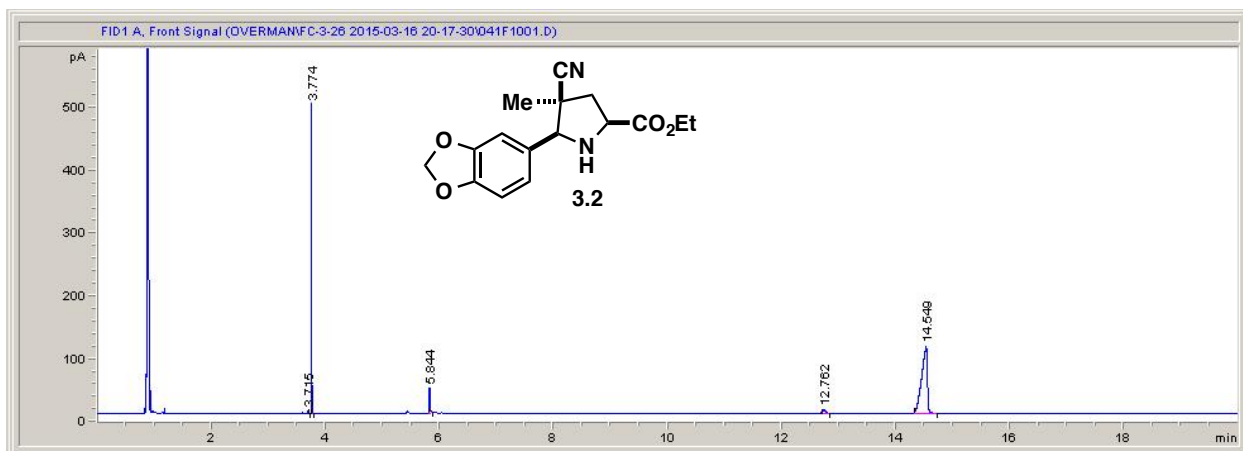 FID1 A, Front Signal (OVERMAN\FC-3-26 2015-03-16 20-17-30\041F1001.D)
pA
500
400
300
200
100
0
3.715
3.774
5.844
12.762
14.549
CN
Me
CO2Et
N
H
O
O
3.2
2
4
6
8
10
12
14
16
18
min